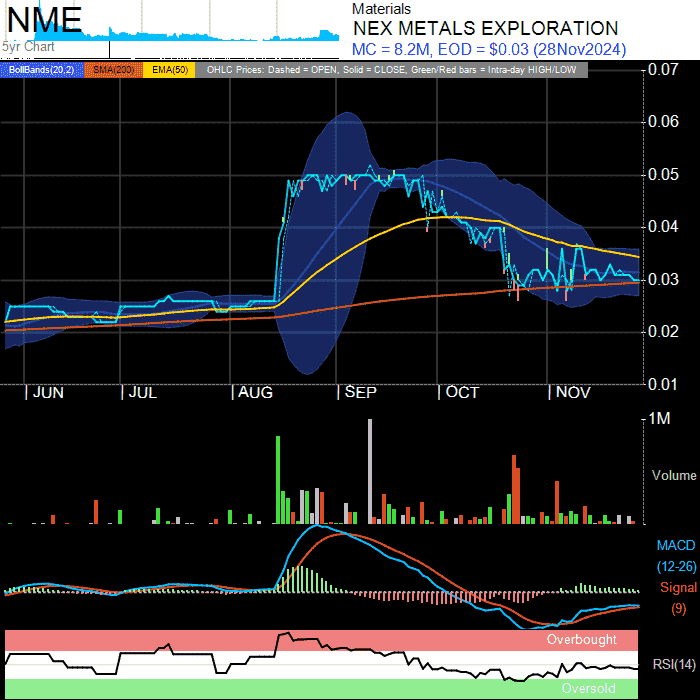 NME
5yr Chart
Materials
NEX METALS EXPLORATION
MC = 8.2M, EOD = $0.03 (28Nov2024)
BollBands(20,2) SMA(200) EMA(50) OHLC Prices: Dashed = OPEN, Solid = CLOSE, Green/Red bars = Intra-day HIGH/LOW
0.07
0.06
0.05
0.04
0.03
0.02
0.01
JUN JUL AUG SEP OCT NOV
1M
Volume
MACD
(12-26)
Signal
(9)
Overbought
RSI(14)
Oversold